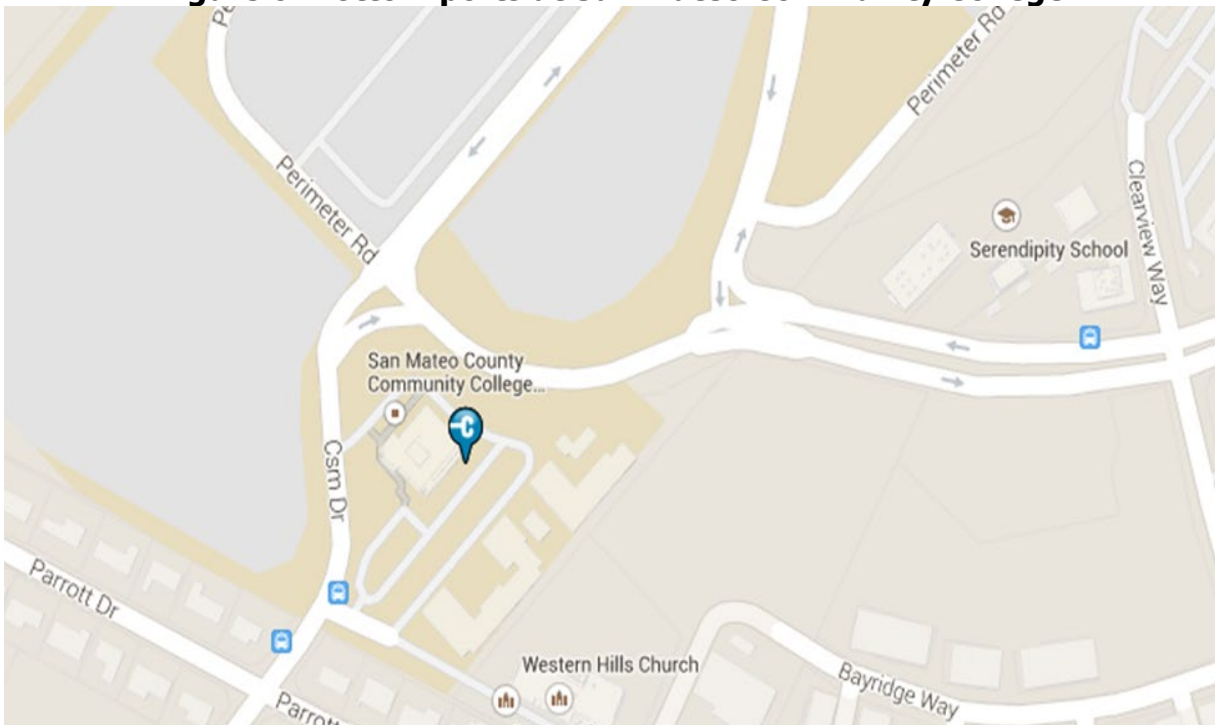 Perimeter Rd
Perimeter Rd
Clearview Way
Serendipity School
San Mateo County
Community College...
C
Csm Dr
Parrott Dr
Western Hills Church
Bayridge Way
Parrott